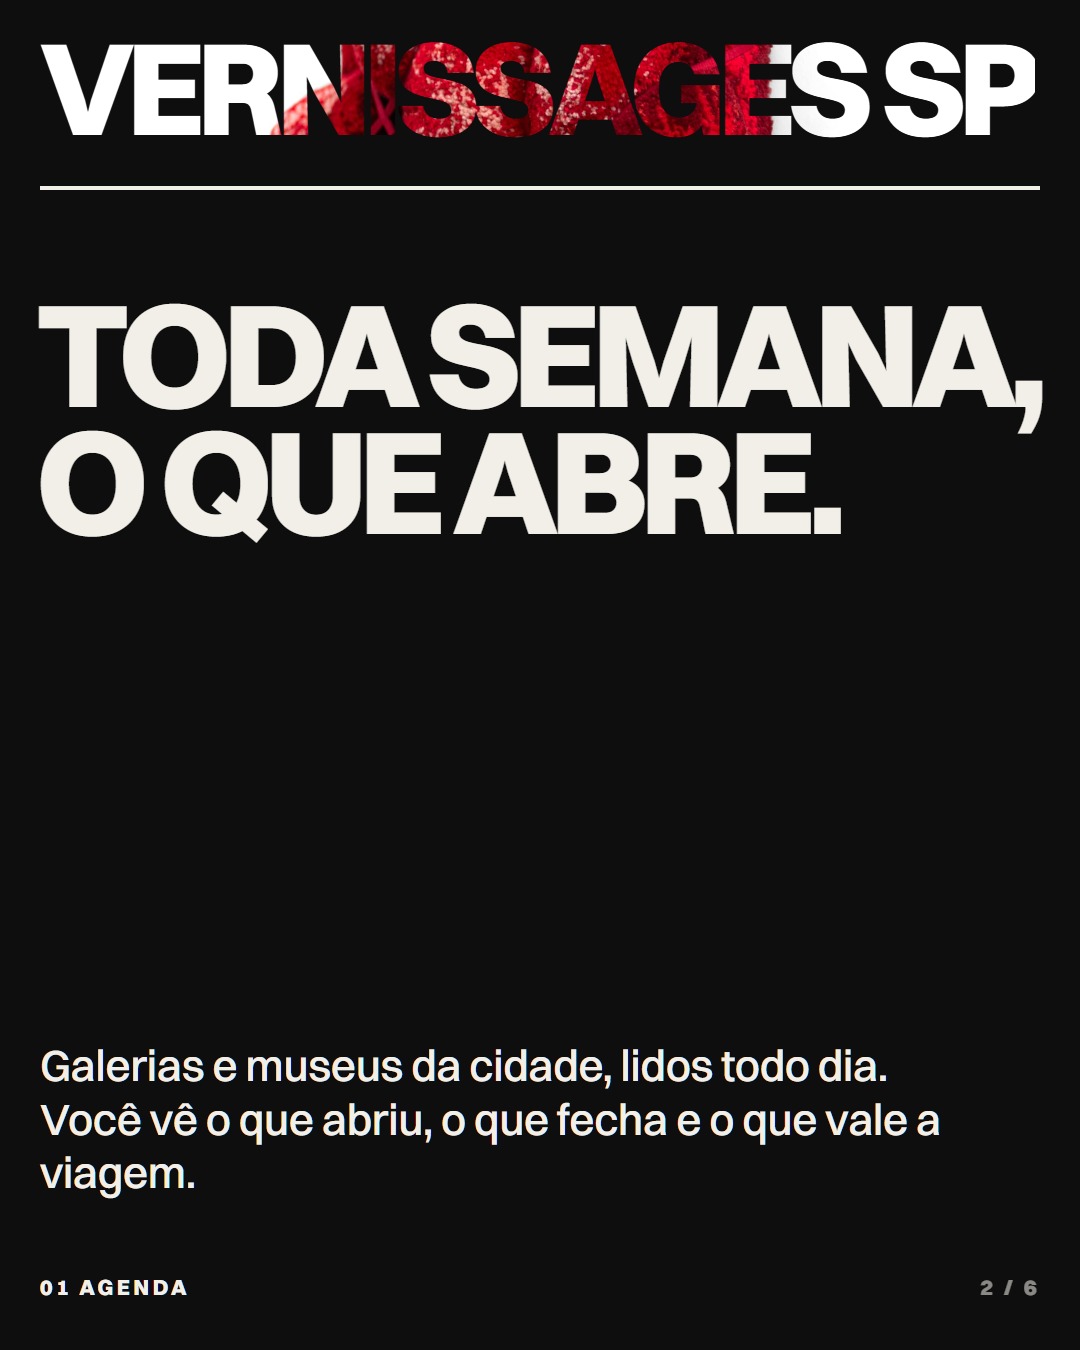 VERNISSAGES SP
TODA SEMANA,
O QUE ABRE.
Galerias e museus da cidade, lidos todo dia.
Você vê o que abriu, o que fecha e o que vale a
viagem.
01 AGENDA
2 / 6